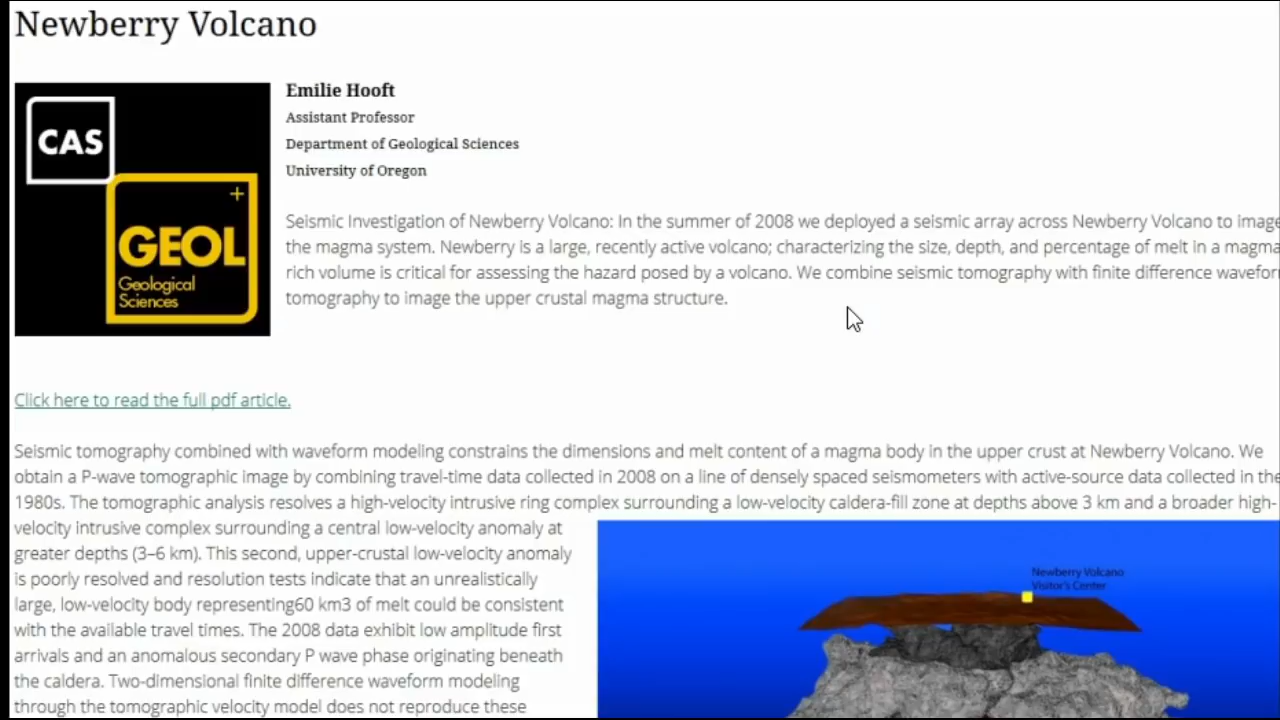 Newberry Volcano
CAS
GEOL
+
Geological
Sciences
Emilie Hooft
Assistant Professor
Department of Geological Sciences
University of Oregon
Seismic Investigation of Newberry Volcano: In the summer of 2008 we deployed a seismic array across Newberry Volcano to image
the magma system. Newberry is a large, recently active volcano; characterizing the size, depth, and percentage of melt in a magma
rich volume is critical for assessing the hazard posed by a volcano. We combine seismic tomography with finite difference wavefor
tomography to image the upper crustal magma structure.
Click here to read the full pdf article.
Seismic tomography combined with waveform modeling constrains the dimensions and melt content of a magma body in the upper crust at Newberry Volcano. We
obtain a P-wave tomographic image by combining travel-time data collected in 2008 on a line of densely spaced seismometers with active-source data collected in the
1980s. The tomographic analysis resolves a high-velocity intrusive ring complex surrounding a low-velocity caldera-fill zone at depths above 3 km and a broader high-
velocity intrusive complex surrounding a central low-velocity anomaly at
greater depths (3–6 km). This second, upper-crustal low-velocity anomaly
is poorly resolved and resolution tests indicate that an unrealistically
large, low-velocity body representing60 km3 of melt could be consistent
with the available travel times. The 2008 data exhibit low amplitude first
arrivals and an anomalous secondary P wave phase originating beneath
the caldera. Two-dimensional finite difference waveform modeling
through the tomographic velocity model does not reproduce these
Newberry Volcano
Visitor's Center